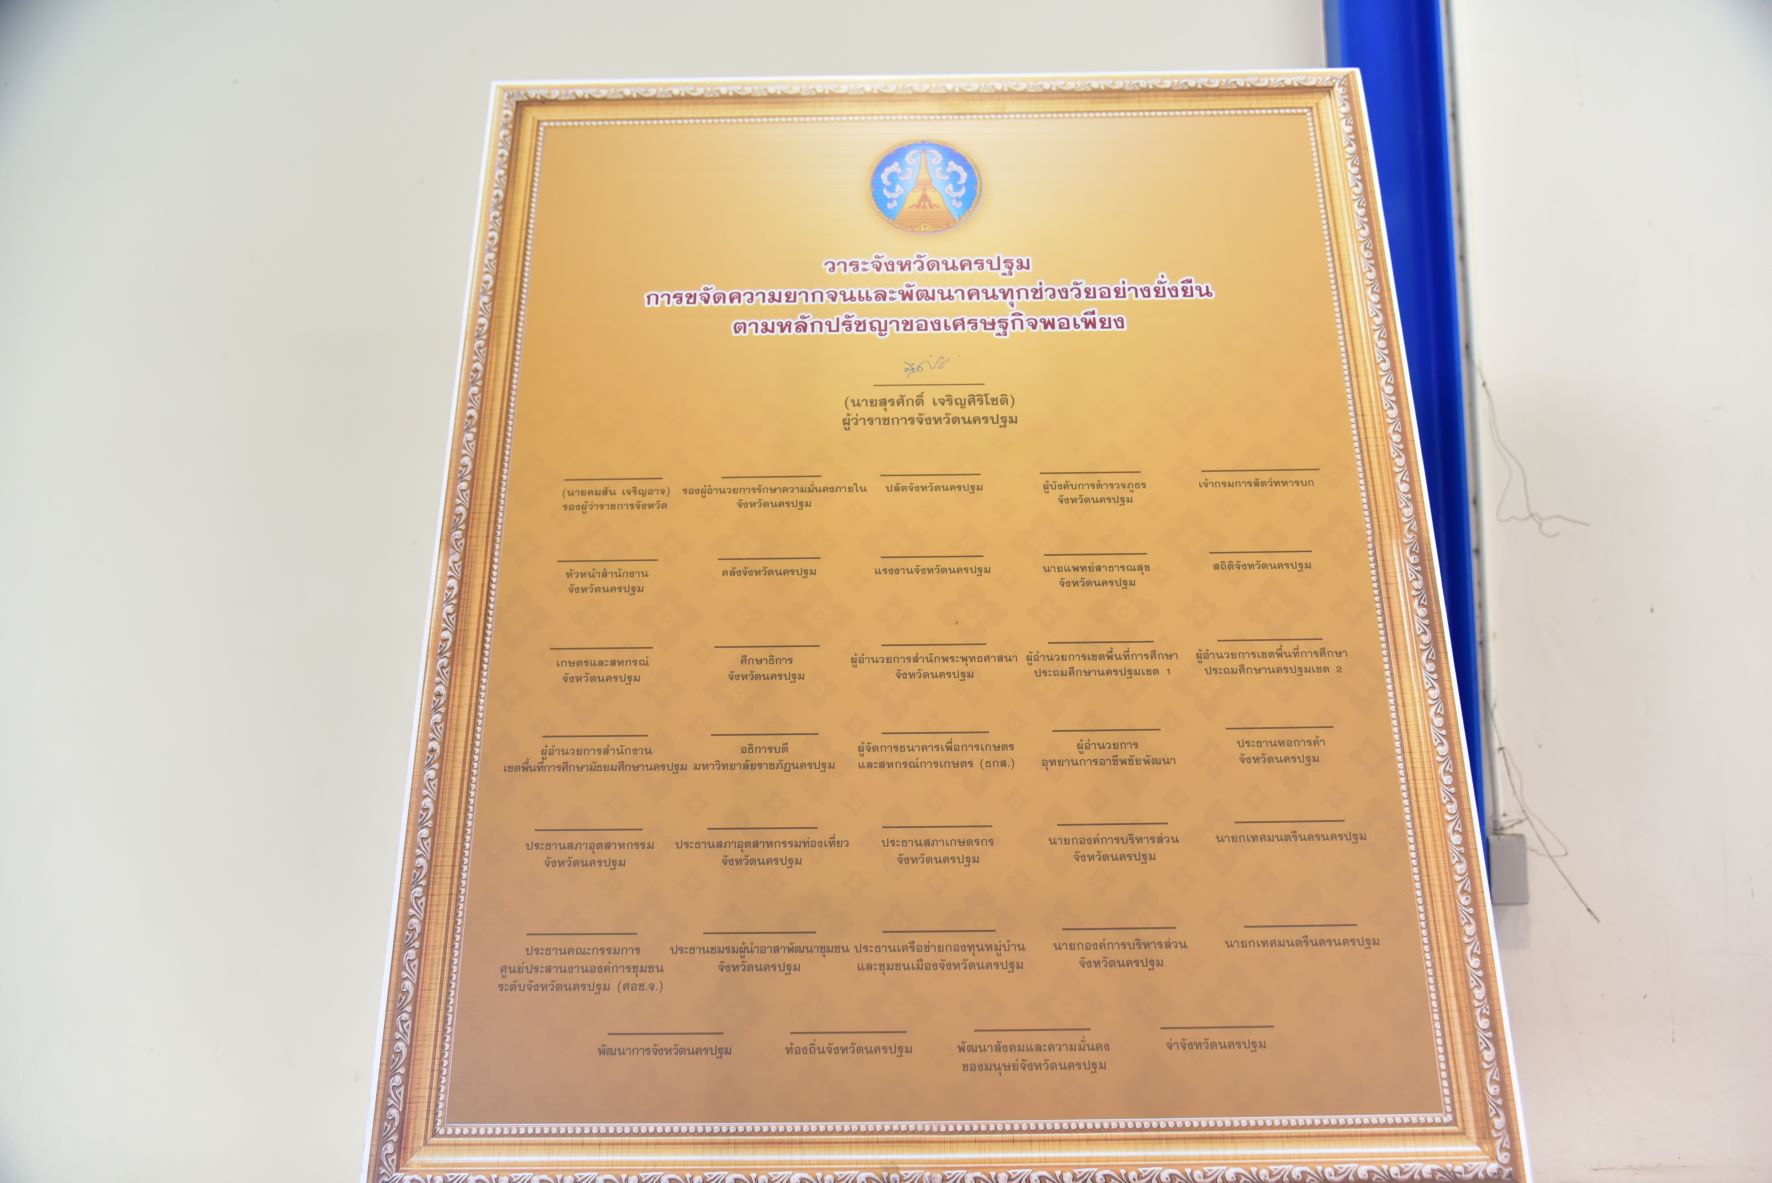 วาระจังหวัดนครปฐม
การขจัดความยากจนและพัฒนาคนทุกช่วงวัยอย่างยั่งยืน
ตามหลักปรัชญาของเศรษฐกิจพอเพียง
(นายสุรศักดิ์ เจริญศิริโชติ)
ผู้ว่าราชการจังหวัดนครปฐม
(นายคมสัน เจริญอาจ) รองผู้อำนวยการรักษาความมั่นคงภายใน ปลัดจังหวัดนครปฐม ผู้บังคับการตำรวจภูธร เจ้ากรมการสัตว์ทหารบก
รองผู้ว่าราชการจังหวัด จังหวัดนครปฐม จังหวัดนครปฐม
หัวหน้าสำนักงาน คลังจังหวัดนครปฐม แรงงานจังหวัดนครปฐม นายแพทย์สาธารณสุข สถิติจังหวัดนครปฐม
จังหวัดนครปฐม จังหวัดนครปฐม
เกษตรและสหกรณ์ ศึกษาธิการ ผู้อำนวยการสำนักพระพุทธศาสนา ผู้อำนวยการเขตพื้นที่การศึกษา ผู้อำนวยการเขตพื้นที่การศึกษา
จังหวัดนครปฐม จังหวัดนครปฐม จังหวัดนครปฐม ประถมศึกษานครปฐมเขต 1 ประถมศึกษานครปฐมเขต 2
ผู้อำนวยการสำนักงาน อธิการบดี ผู้จัดการธนาคารเพื่อการเกษตร ผู้อำนวยการ ประธานหอการค้า
เขตพื้นที่การศึกษามัธยมศึกษานครปฐม มหาวิทยาลัยราชภัฏนครปฐม และสหกรณ์การเกษตร (ธกส.) อุทยานการอาชีพชัยพัฒนา จังหวัดนครปฐม
ประธานสภาอุตสาหกรรม ประธานสภาอุตสาหกรรมท่องเที่ยว ประธานสภาเกษตรกร นายกองค์การบริหารส่วน นายกเทศมนตรีนครนครปฐม
จังหวัดนครปฐม จังหวัดนครปฐม จังหวัดนครปฐม จังหวัดนครปฐม
ประธานคณะกรรมการ ประธานชมรมผู้นำอาสาพัฒนาชุมชน ประธานเครือข่ายกองทุนหมู่บ้าน นายกองค์การบริหารส่วน นายกเทศมนตรีนครนครปฐม
ศูนย์ประสานงานองค์การชุมชน จังหวัดนครปฐม และชุมชนเมืองจังหวัดนครปฐม จังหวัดนครปฐม
ระดับจังหวัดนครปฐม (ศอช.จ.)
พัฒนาการจังหวัดนครปฐม ท้องถิ่นจังหวัดนครปฐม พัฒนาสังคมและความมั่นคง จ่าจังหวัดนครปฐม
ของมนุษย์จังหวัดนครปฐม